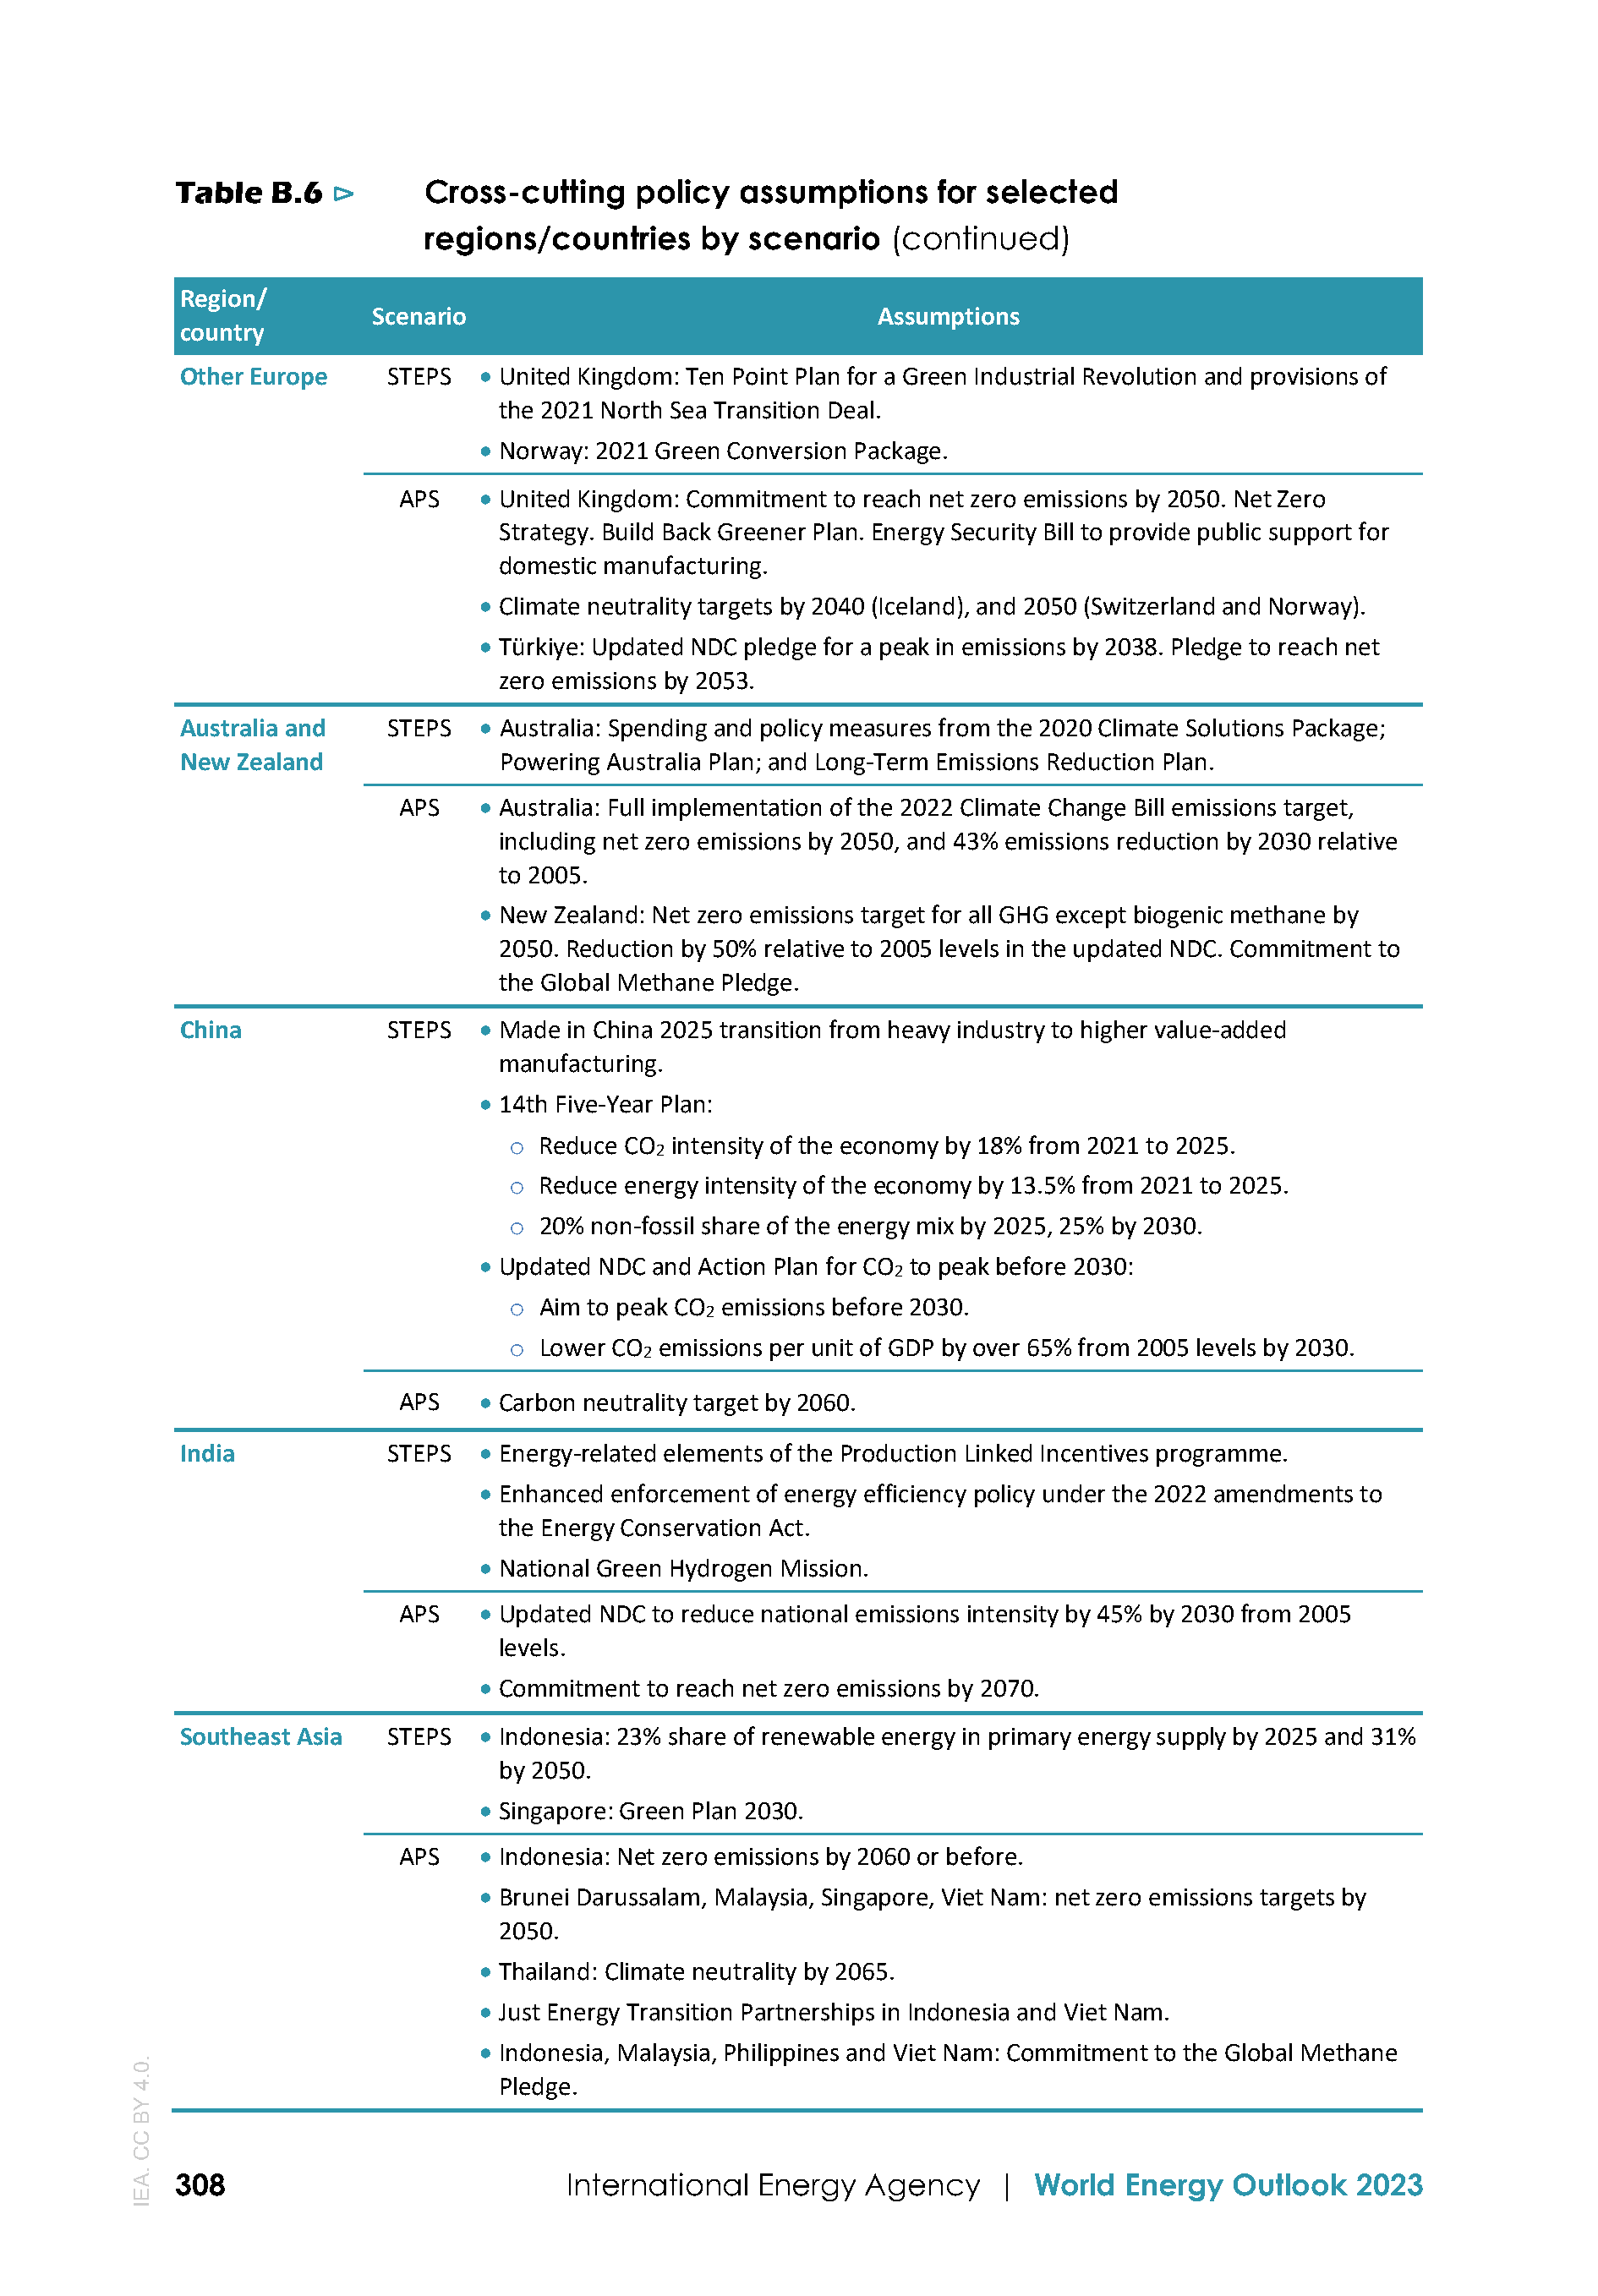 Table B.6 ▷ Cross-cutting policy assumptions for selected
regions/countries by scenario (continued)
Region/
country
Scenario
Assumptions
Other Europe STEPS • United Kingdom: Ten Point Plan for a Green Industrial Revolution and provisions of
the 2021 North Sea Transition Deal.
• Norway: 2021 Green Conversion Package.
APS • United Kingdom: Commitment to reach net zero emissions by 2050. Net Zero
Strategy. Build Back Greener Plan. Energy Security Bill to provide public support for
domestic manufacturing.
• Climate neutrality targets by 2040 (Iceland), and 2050 (Switzerland and Norway).
• Türkiye: Updated NDC pledge for a peak in emissions by 2038. Pledge to reach net
zero emissions by 2053.
Australia and STEPS • Australia: Spending and policy measures from the 2020 Climate Solutions Package;
New Zealand Powering Australia Plan; and Long-Term Emissions Reduction Plan.
APS • Australia: Full implementation of the 2022 Climate Change Bill emissions target,
including net zero emissions by 2050, and 43% emissions reduction by 2030 relative
to 2005.
• New Zealand: Net zero emissions target for all GHG except biogenic methane by
2050. Reduction by 50% relative to 2005 levels in the updated NDC. Commitment to
the Global Methane Pledge.
China STEPS • Made in China 2025 transition from heavy industry to higher value-added
manufacturing.
• 14th Five-Year Plan:
o Reduce CO₂ intensity of the economy by 18% from 2021 to 2025.
o Reduce energy intensity of the economy by 13.5% from 2021 to 2025.
o 20% non-fossil share of the energy mix by 2025, 25% by 2030.
• Updated NDC and Action Plan for CO₂ to peak before 2030:
o Aim to peak CO₂ emissions before 2030.
o Lower CO₂ emissions per unit of GDP by over 65% from 2005 levels by 2030.
APS • Carbon neutrality target by 2060.
India STEPS • Energy-related elements of the Production Linked Incentives programme.
• Enhanced enforcement of energy efficiency policy under the 2022 amendments to
the Energy Conservation Act.
• National Green Hydrogen Mission.
APS • Updated NDC to reduce national emissions intensity by 45% by 2030 from 2005
levels.
• Commitment to reach net zero emissions by 2070.
Southeast Asia STEPS • Indonesia: 23% share of renewable energy in primary energy supply by 2025 and 31%
by 2050.
• Singapore: Green Plan 2030.
APS • Indonesia: Net zero emissions by 2060 or before.
• Brunei Darussalam, Malaysia, Singapore, Viet Nam: net zero emissions targets by
2050.
• Thailand: Climate neutrality by 2065.
• Just Energy Transition Partnerships in Indonesia and Viet Nam.
• Indonesia, Malaysia, Philippines and Viet Nam: Commitment to the Global Methane
Pledge.
IEA. CC BY 4.0.
308 International Energy Agency | World Energy Outlook 2023